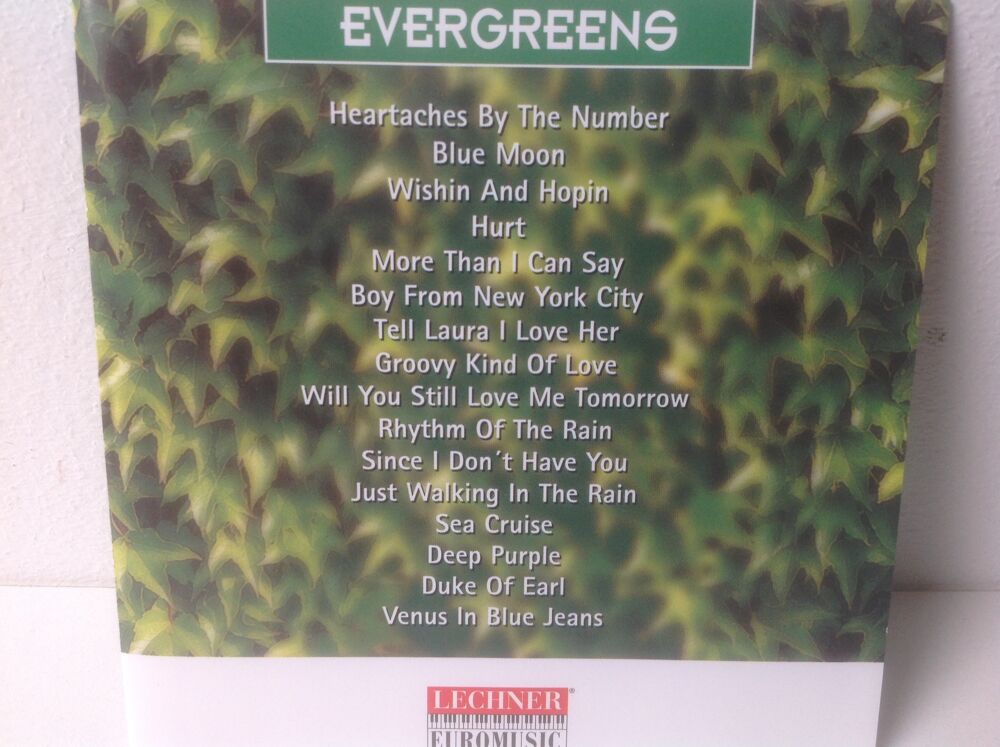 EVERGREENS
Heartaches By The Number
Blue Moon
Wishin And Hopin
Hurt
More Than I Can Say
Boy From New York City
Tell Laura I Love Her
Groovy Kind Of Love
Will You Still Love Me Tomorrow
Rhythm Of The Rain
Since I Don´t Have You
Just Walking In The Rain
Sea Cruise
Deep Purple
Duke Of Earl
Venus In Blue Jeans
LECHNER®
EUROMUSIC